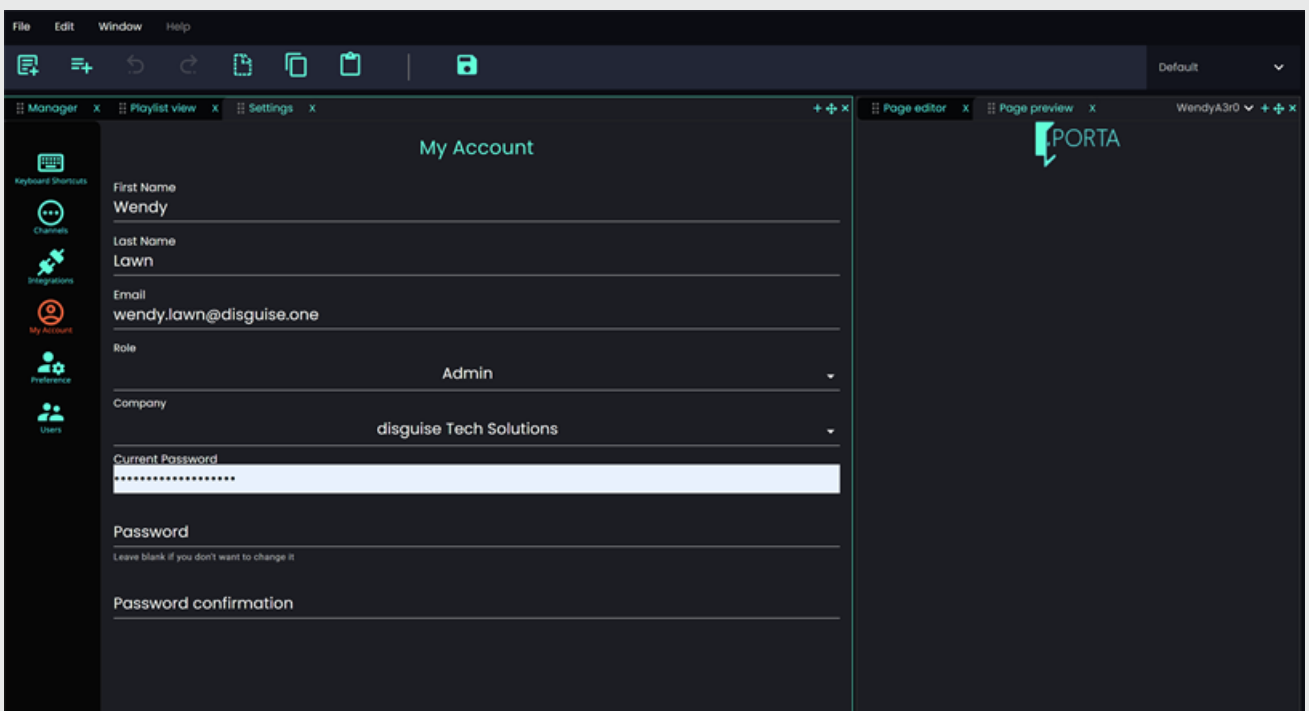 File Edit Window Help
Default
Manager x Playlist view x Settings x
Page editor x Page preview x WendyA3r0
PORTA
My Account
Keyboard Shortcuts
Channels
Integrations
My Account
Preference
Users
First Name
Wendy
Last Name
Lawn
Email
wendy.lawn@disguise.one
Role
Admin
Company
disguise Tech Solutions
Current Password
•••••••••••••••••••
Password
Leave blank if you don't want to change it
Password confirmation